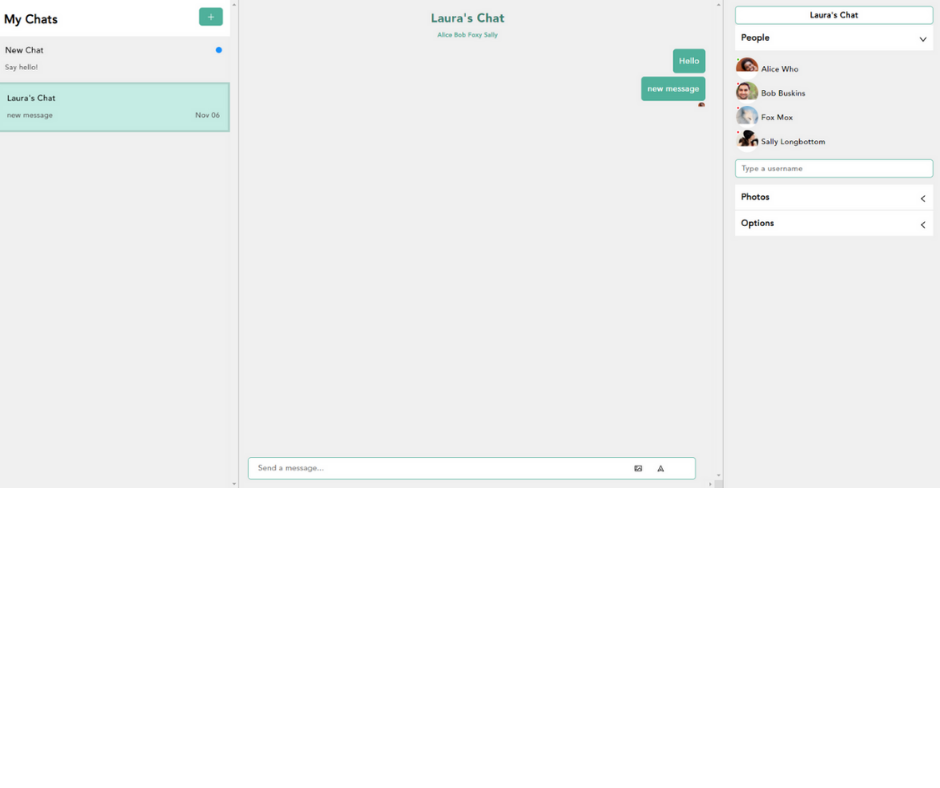 My Chats
+
New Chat
Say hello!
Laura's Chat
new message Nov 06
Laura's Chat
Alice Bob Foxy Sally
Hello
new message
Send a message...
Laura's Chat
People
Alice Who
Bob Buskins
Fox Mox
Sally Longbottom
Type a username
Photos
Options